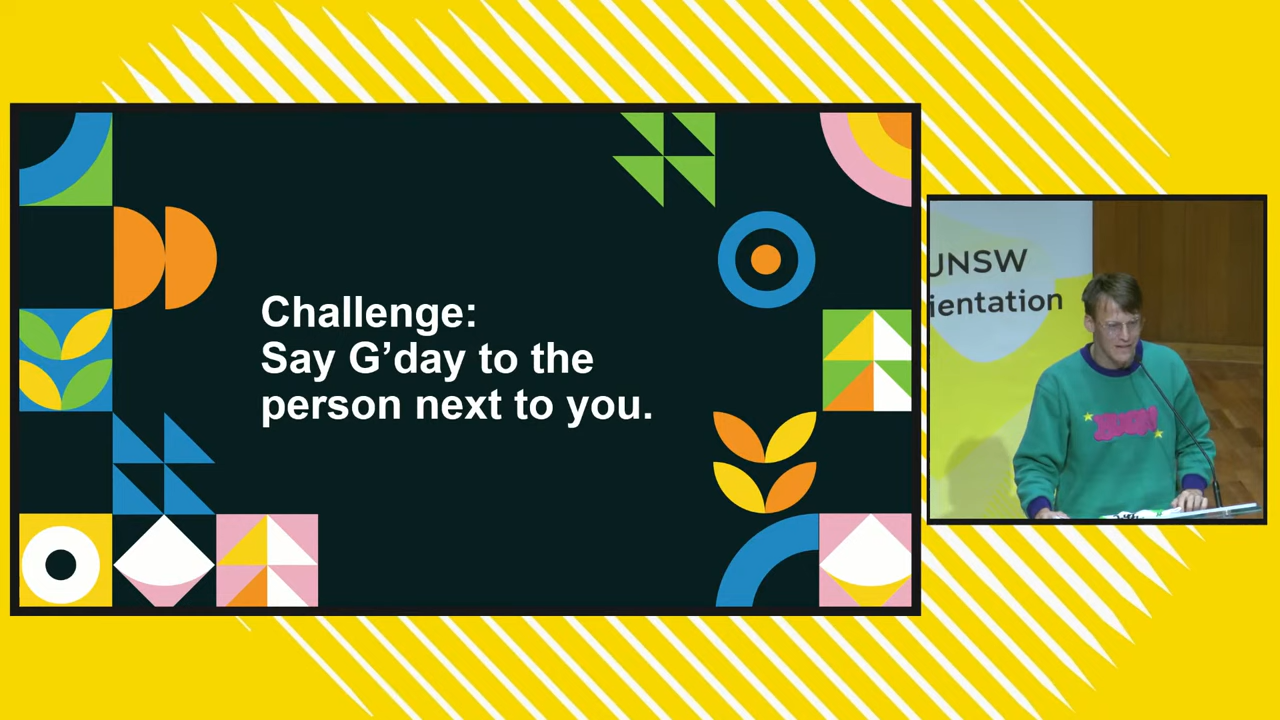 Challenge:
Say G’day to the
person next to you.
UNSW
ientation